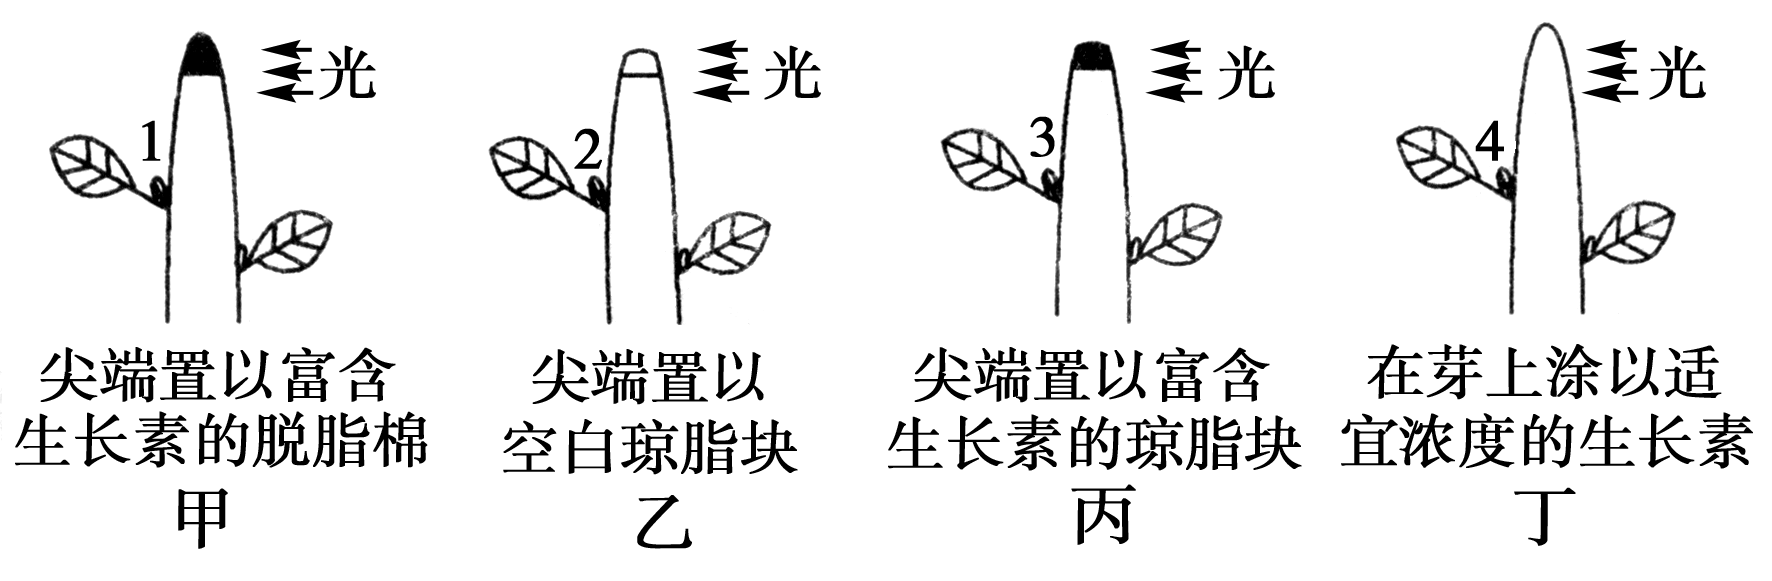 光 光 光 光
1 2 3 4
尖端置以富含 尖端置以 尖端置以富含 在芽上涂以适
生长素的脱脂棉 空白琼脂块 生长素的琼脂块 宜浓度的生长素
甲 乙 丙 丁